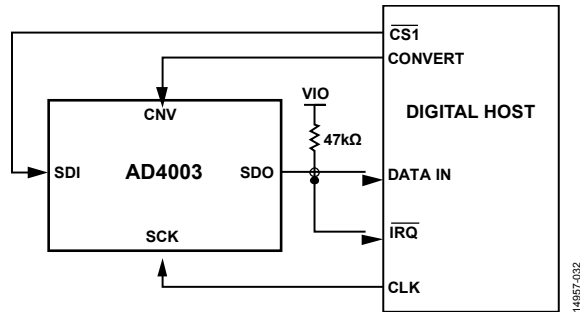 CS1
CONVERT
VIO
DIGITAL HOST
CNV
47kΩ
SDI
AD4003
SDO
DATA IN
IRQ
SCK
CLK
14957-032